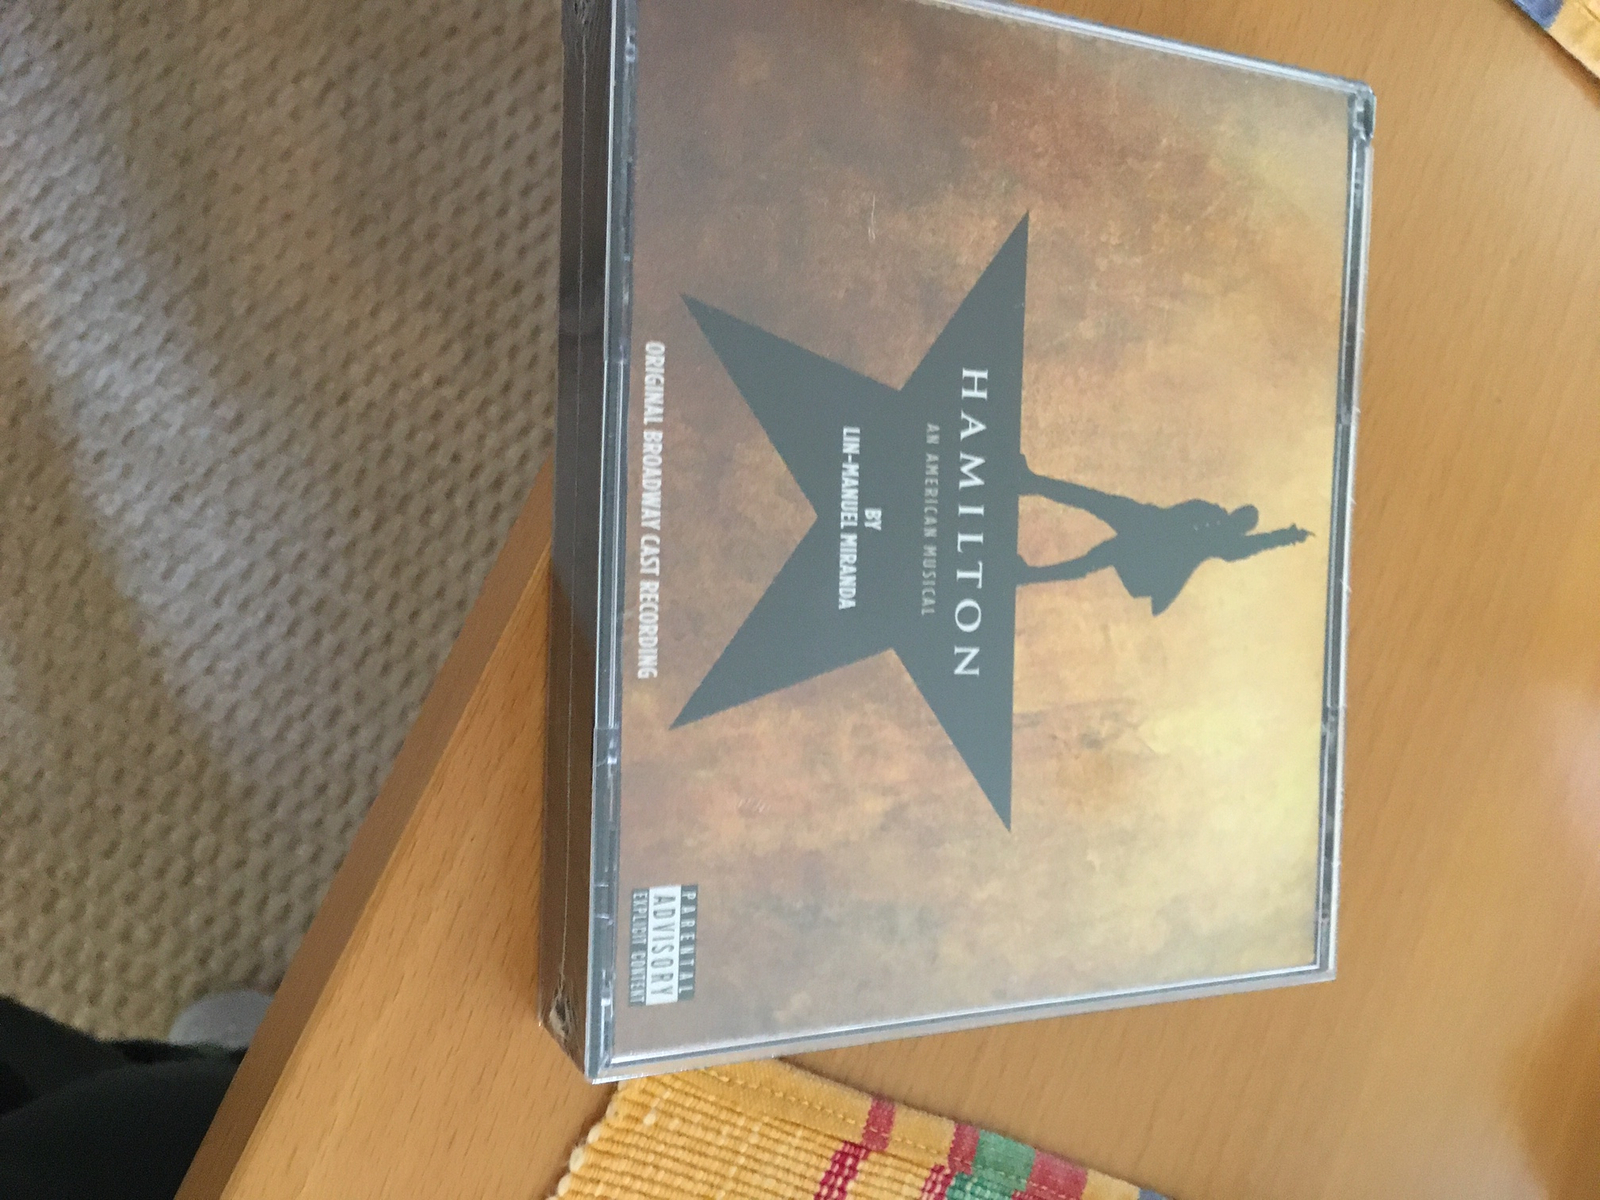 HAMILTON
AN AMERICAN MUSICAL
BY
LIN-MANUEL MIRANDA
ORIGINAL BROADWAY CAST RECORDING
PARENTAL
ADVISORY
EXPLICIT CONTENT